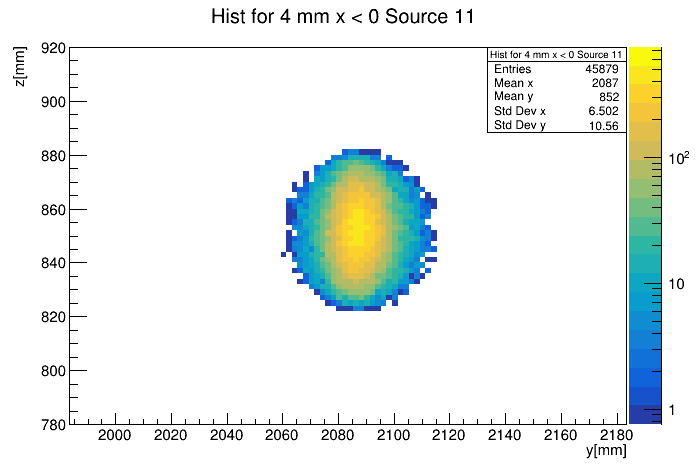 Hist for 4 mm x < 0 Source 11
z[mm]
920
900
880
860
840
820
800
780
2000
2020
2040
2060
2080
2100
2120
2140
2160
2180
y[mm]
Hist for 4 mm x < 0 Source 11
Entries 45879
Mean x 2087
Mean y 852
Std Dev x 6.502
Std Dev y 10.56
10²
10
1